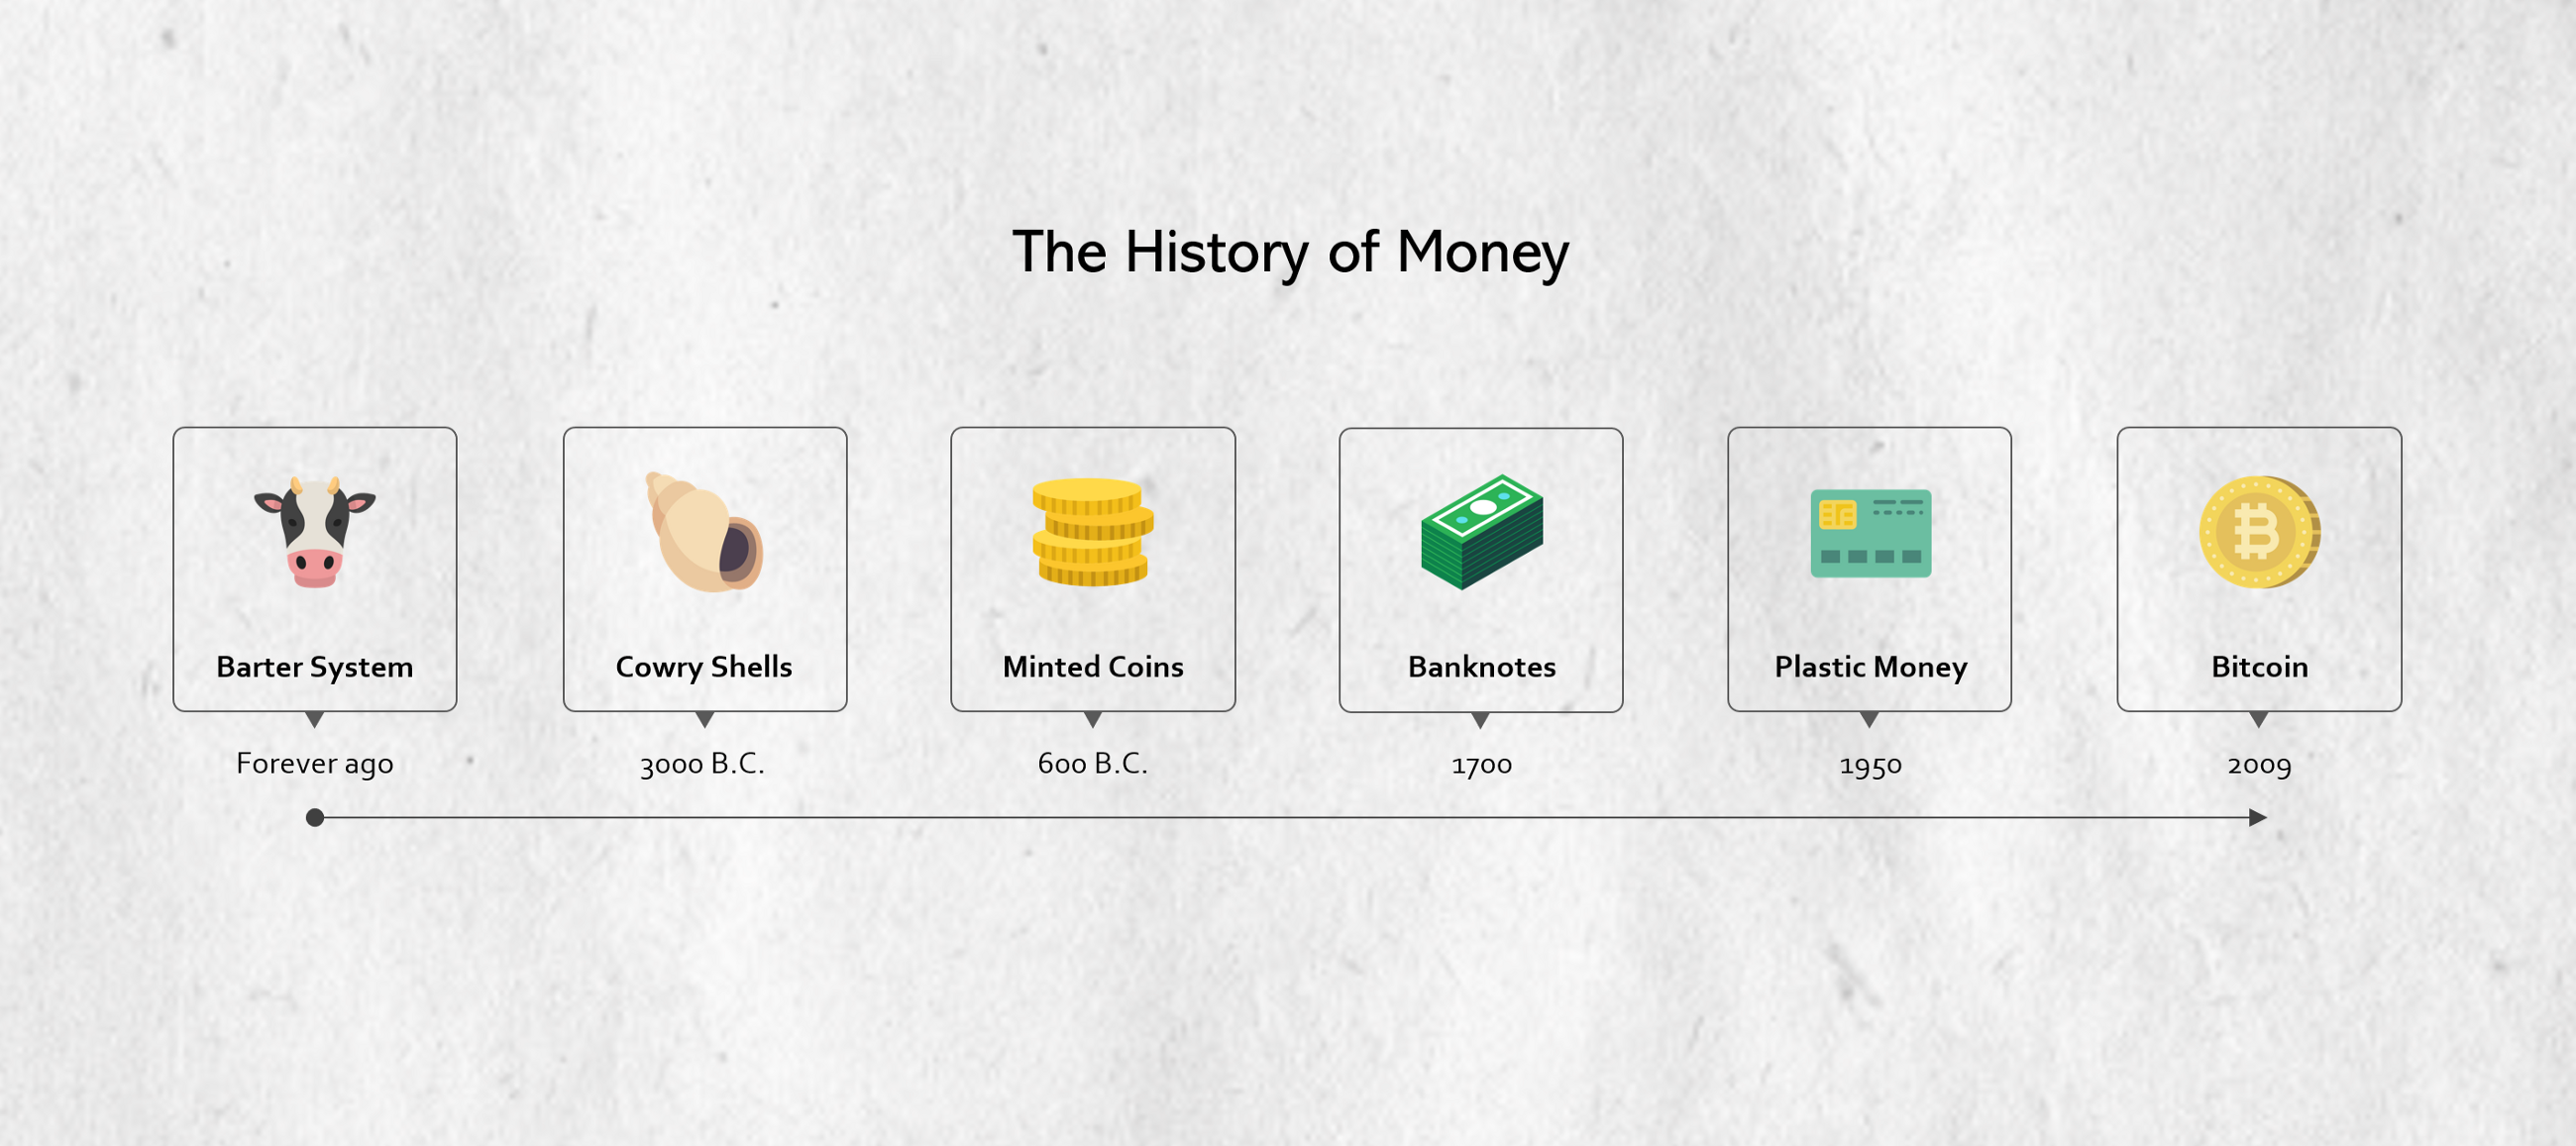 The History of Money
Barter System
Cowry Shells
Minted Coins
Banknotes
Plastic Money
Bitcoin
Forever ago
3000 B.C.
600 B.C.
1700
1950
2009